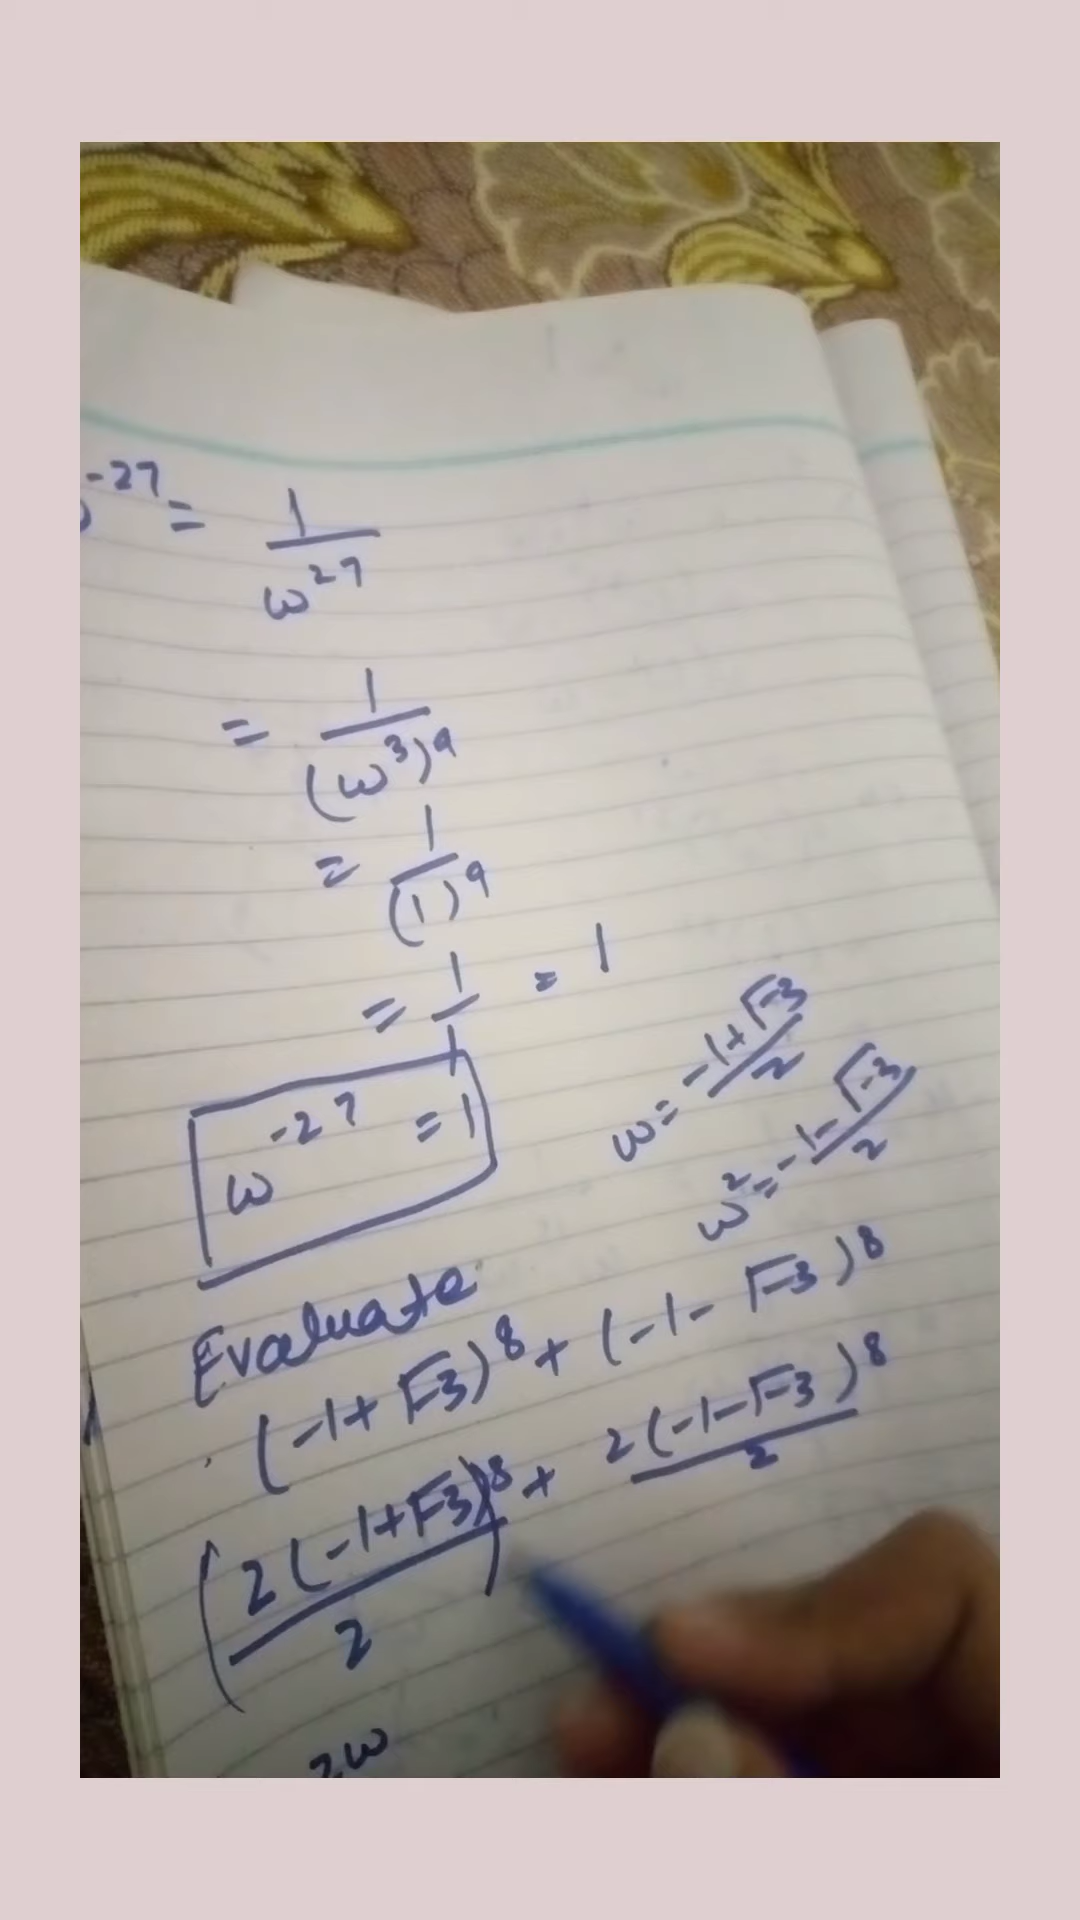 ω^-27 = 1/ω^27
= 1/(ω^3)^9
= 1/(1)^9
= 1/1 = 1
ω^-27 = 1
ω = -1+√-3/2
ω^2 = -1-√-3/2
Evaluate
(-1+√-3)^8 + (-1-√-3)^8
(2(-1+√-3)/2)^8 + 2(-1-√-3)^8/2
2ω